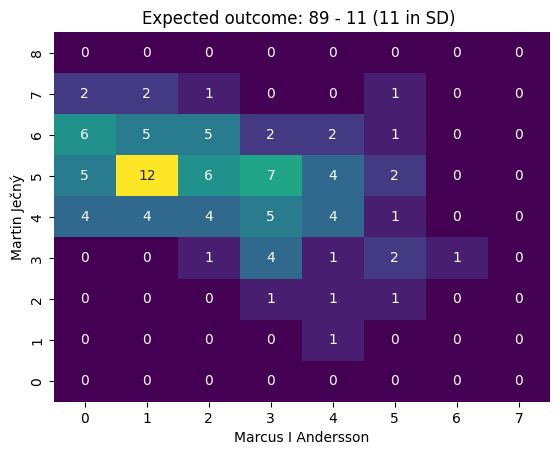 Expected outcome: 89 - 11 (11 in SD)
Martin Ječný
8 0 0 0 0 0 0 0 0
7 2 2 1 0 0 1 0 0
6 6 5 5 2 2 1 0 0
5 5 12 6 7 4 2 0 0
4 4 4 4 5 4 1 0 0
3 0 0 1 4 1 2 1 0
2 0 0 0 1 1 1 0 0
1 0 0 0 0 1 0 0 0
0 0 0 0 0 0 0 0 0
0 1 2 3 4 5 6 7
Marcus I Andersson